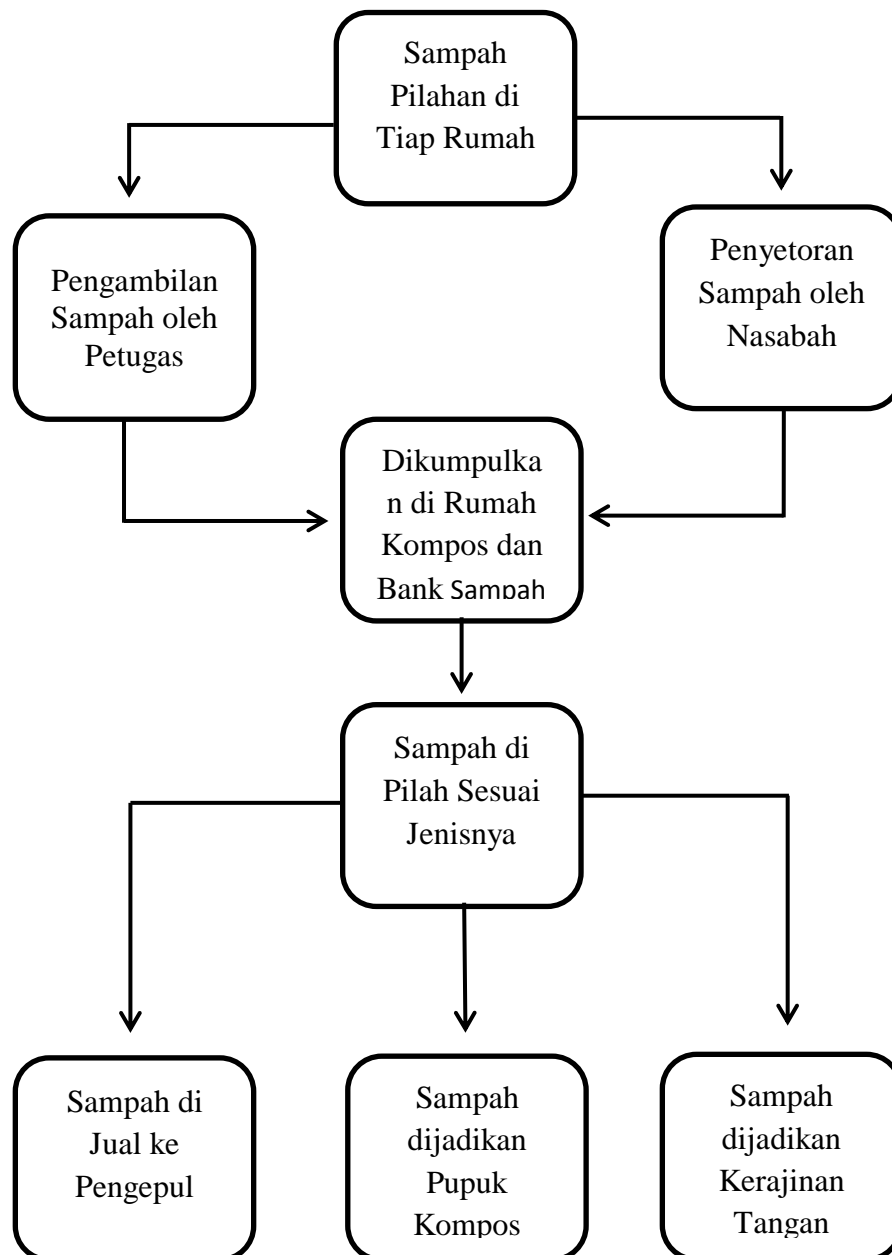 Sampah
Pilahan di
Tiap Rumah
Pengambilan
Sampah oleh
Petugas
Penyetoran
Sampah oleh
Nasabah
Dikumpulka
n di Rumah
Kompos dan
Bank Sampah
Sampah di
Pilah Sesuai
Jenisnya
Sampah di
Jual ke
Pengepul
Sampah
dijadikan
Pupuk
Kompos
Sampah
dijadikan
Kerajinan
Tangan